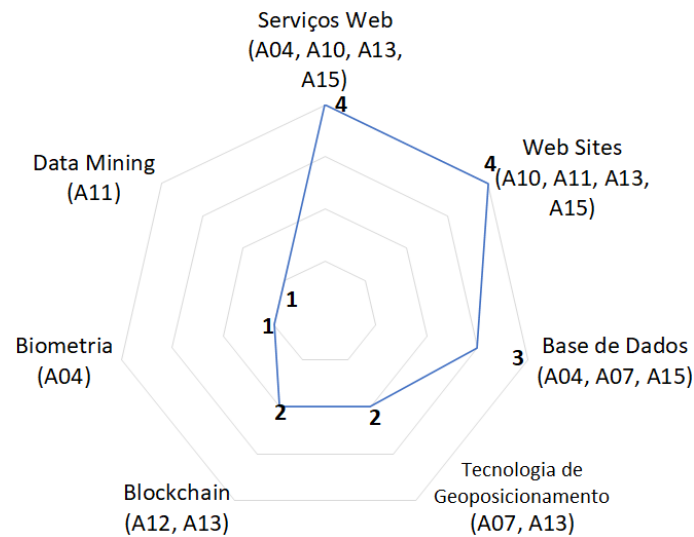 Serviços Web
(A04, A10, A13,
A15)
4
Data Mining
(A11)
4
Web Sites
(A10, A11, A13,
A15)
1
1
Biometria
(A04)
3
Base de Dados
(A04, A07, A15)
2
2
Blockchain
(A12, A13)
Tecnologia de
Geoposicionamento
(A07, A13)